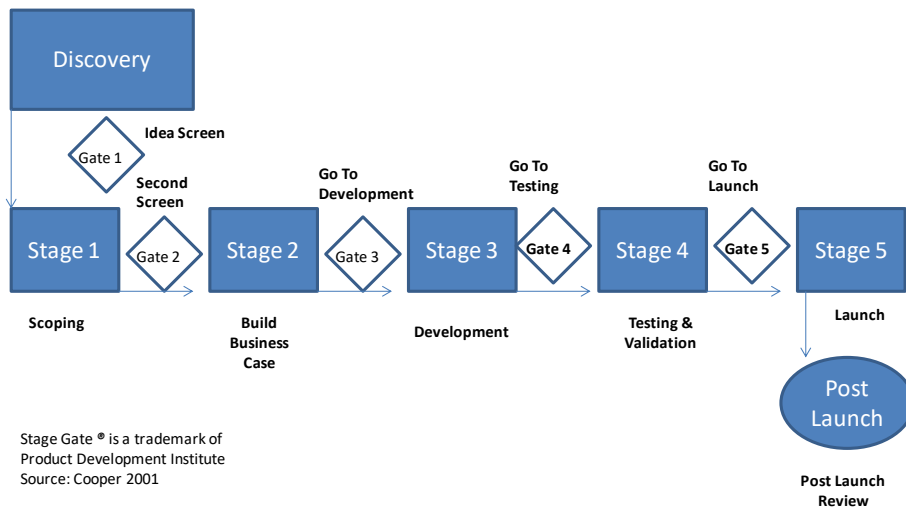 Discovery
Gate 1
Idea Screen
Second
Screen
Go To
Development
Go To
Testing
Go To
Launch
Stage 1
Gate 2
Stage 2
Gate 3
Stage 3
Gate 4
Stage 4
Gate 5
Stage 5
Scoping
Build
Business
Case
Development
Testing &
Validation
Launch
Post
Launch
Stage Gate ® is a trademark of
Product Development Institute
Source: Cooper 2001
Post Launch
Review